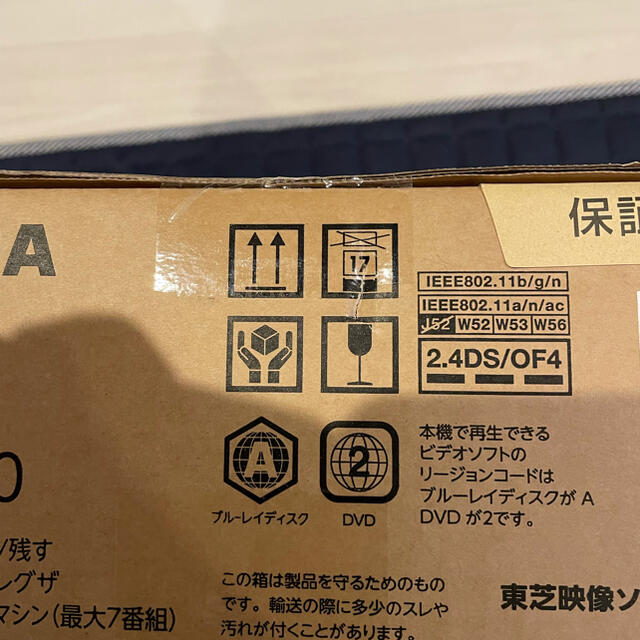 A
保証
17
IEEE802.11b/g/n
IEEE802.11a/n/ac
J52 W52 W53 W56
2.4DS/OF4
A
2
ブルーレイディスク
DVD
本機で再生できる
ビデオソフトの
リージョンコードは
ブルーレイディスクが A
DVD が2です。
0
/残す
レグザ
マシン(最大7番組)
この箱は製品を守るためのもの
です。輸送の際に多少のスレや
汚れが付くことがあります。
東芝映像ソ